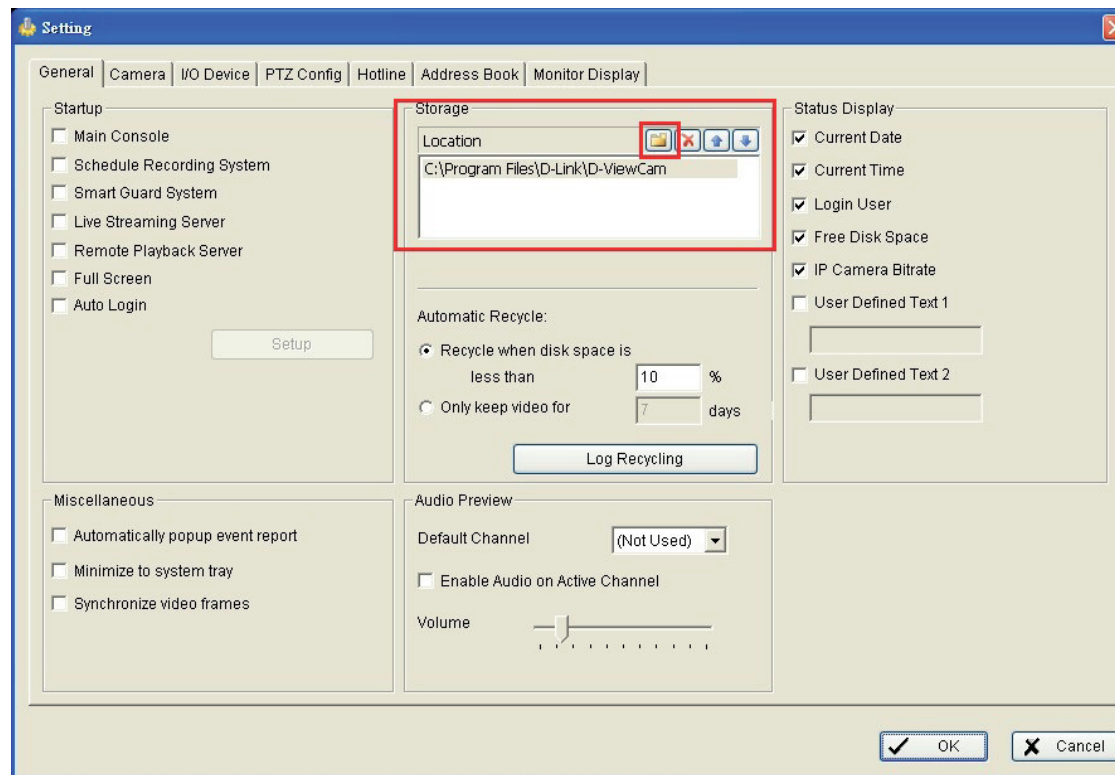 Setting
General Camera I/O Device PTZ Config Hotline Address Book Monitor Display
Startup
Main Console
Schedule Recording System
Smart Guard System
Live Streaming Server
Remote Playback Server
Full Screen
Auto Login
Setup
Storage
Location
C:\Program Files\D-Link\D-ViewCam
Automatic Recycle:
Recycle when disk space is
less than 10 %
Only keep video for 7 days
Log Recycling
Status Display
Current Date
Current Time
Login User
Free Disk Space
IP Camera Bitrate
User Defined Text 1
User Defined Text 2
Miscellaneous
Automatically popup event report
Minimize to system tray
Synchronize video frames
Audio Preview
Default Channel (Not Used)
Enable Audio on Active Channel
Volume
OK Cancel